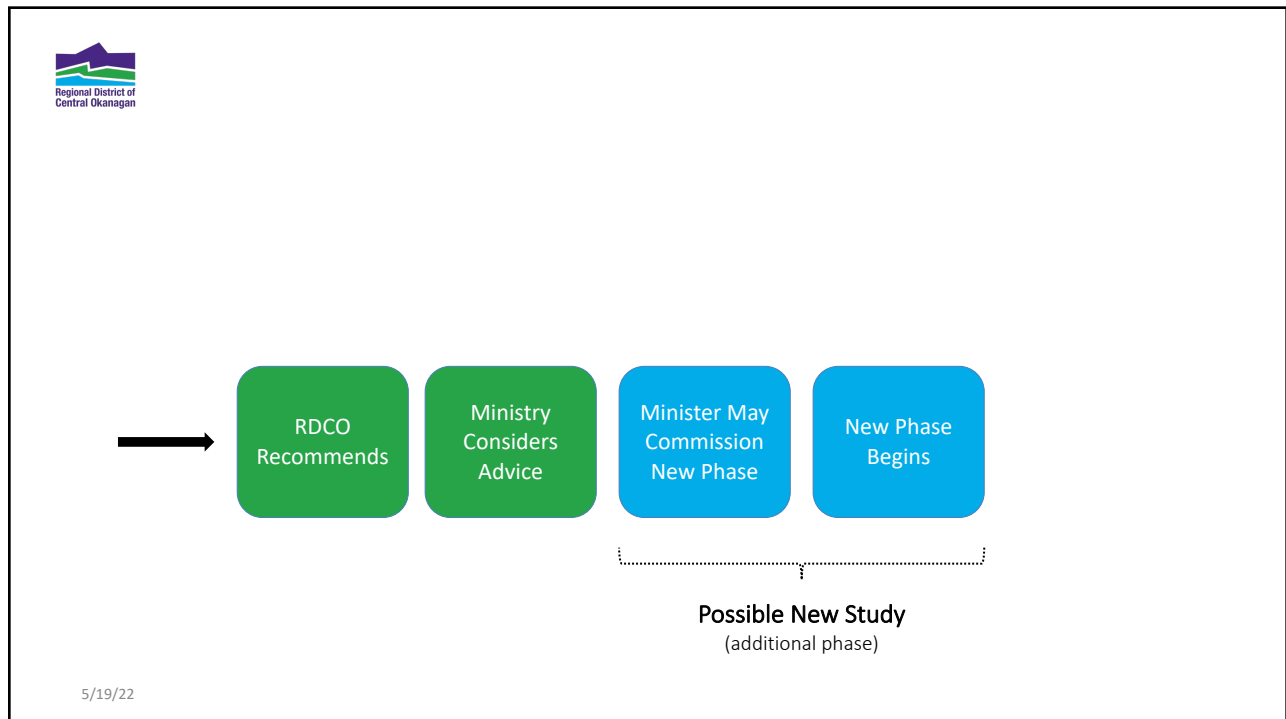 Regional District of
Central Okanagan
RDCO
Recommends
Ministry
Considers
Advice
Minister May
Commission
New Phase
New Phase
Begins
Possible New Study
(additional phase)
5/19/22